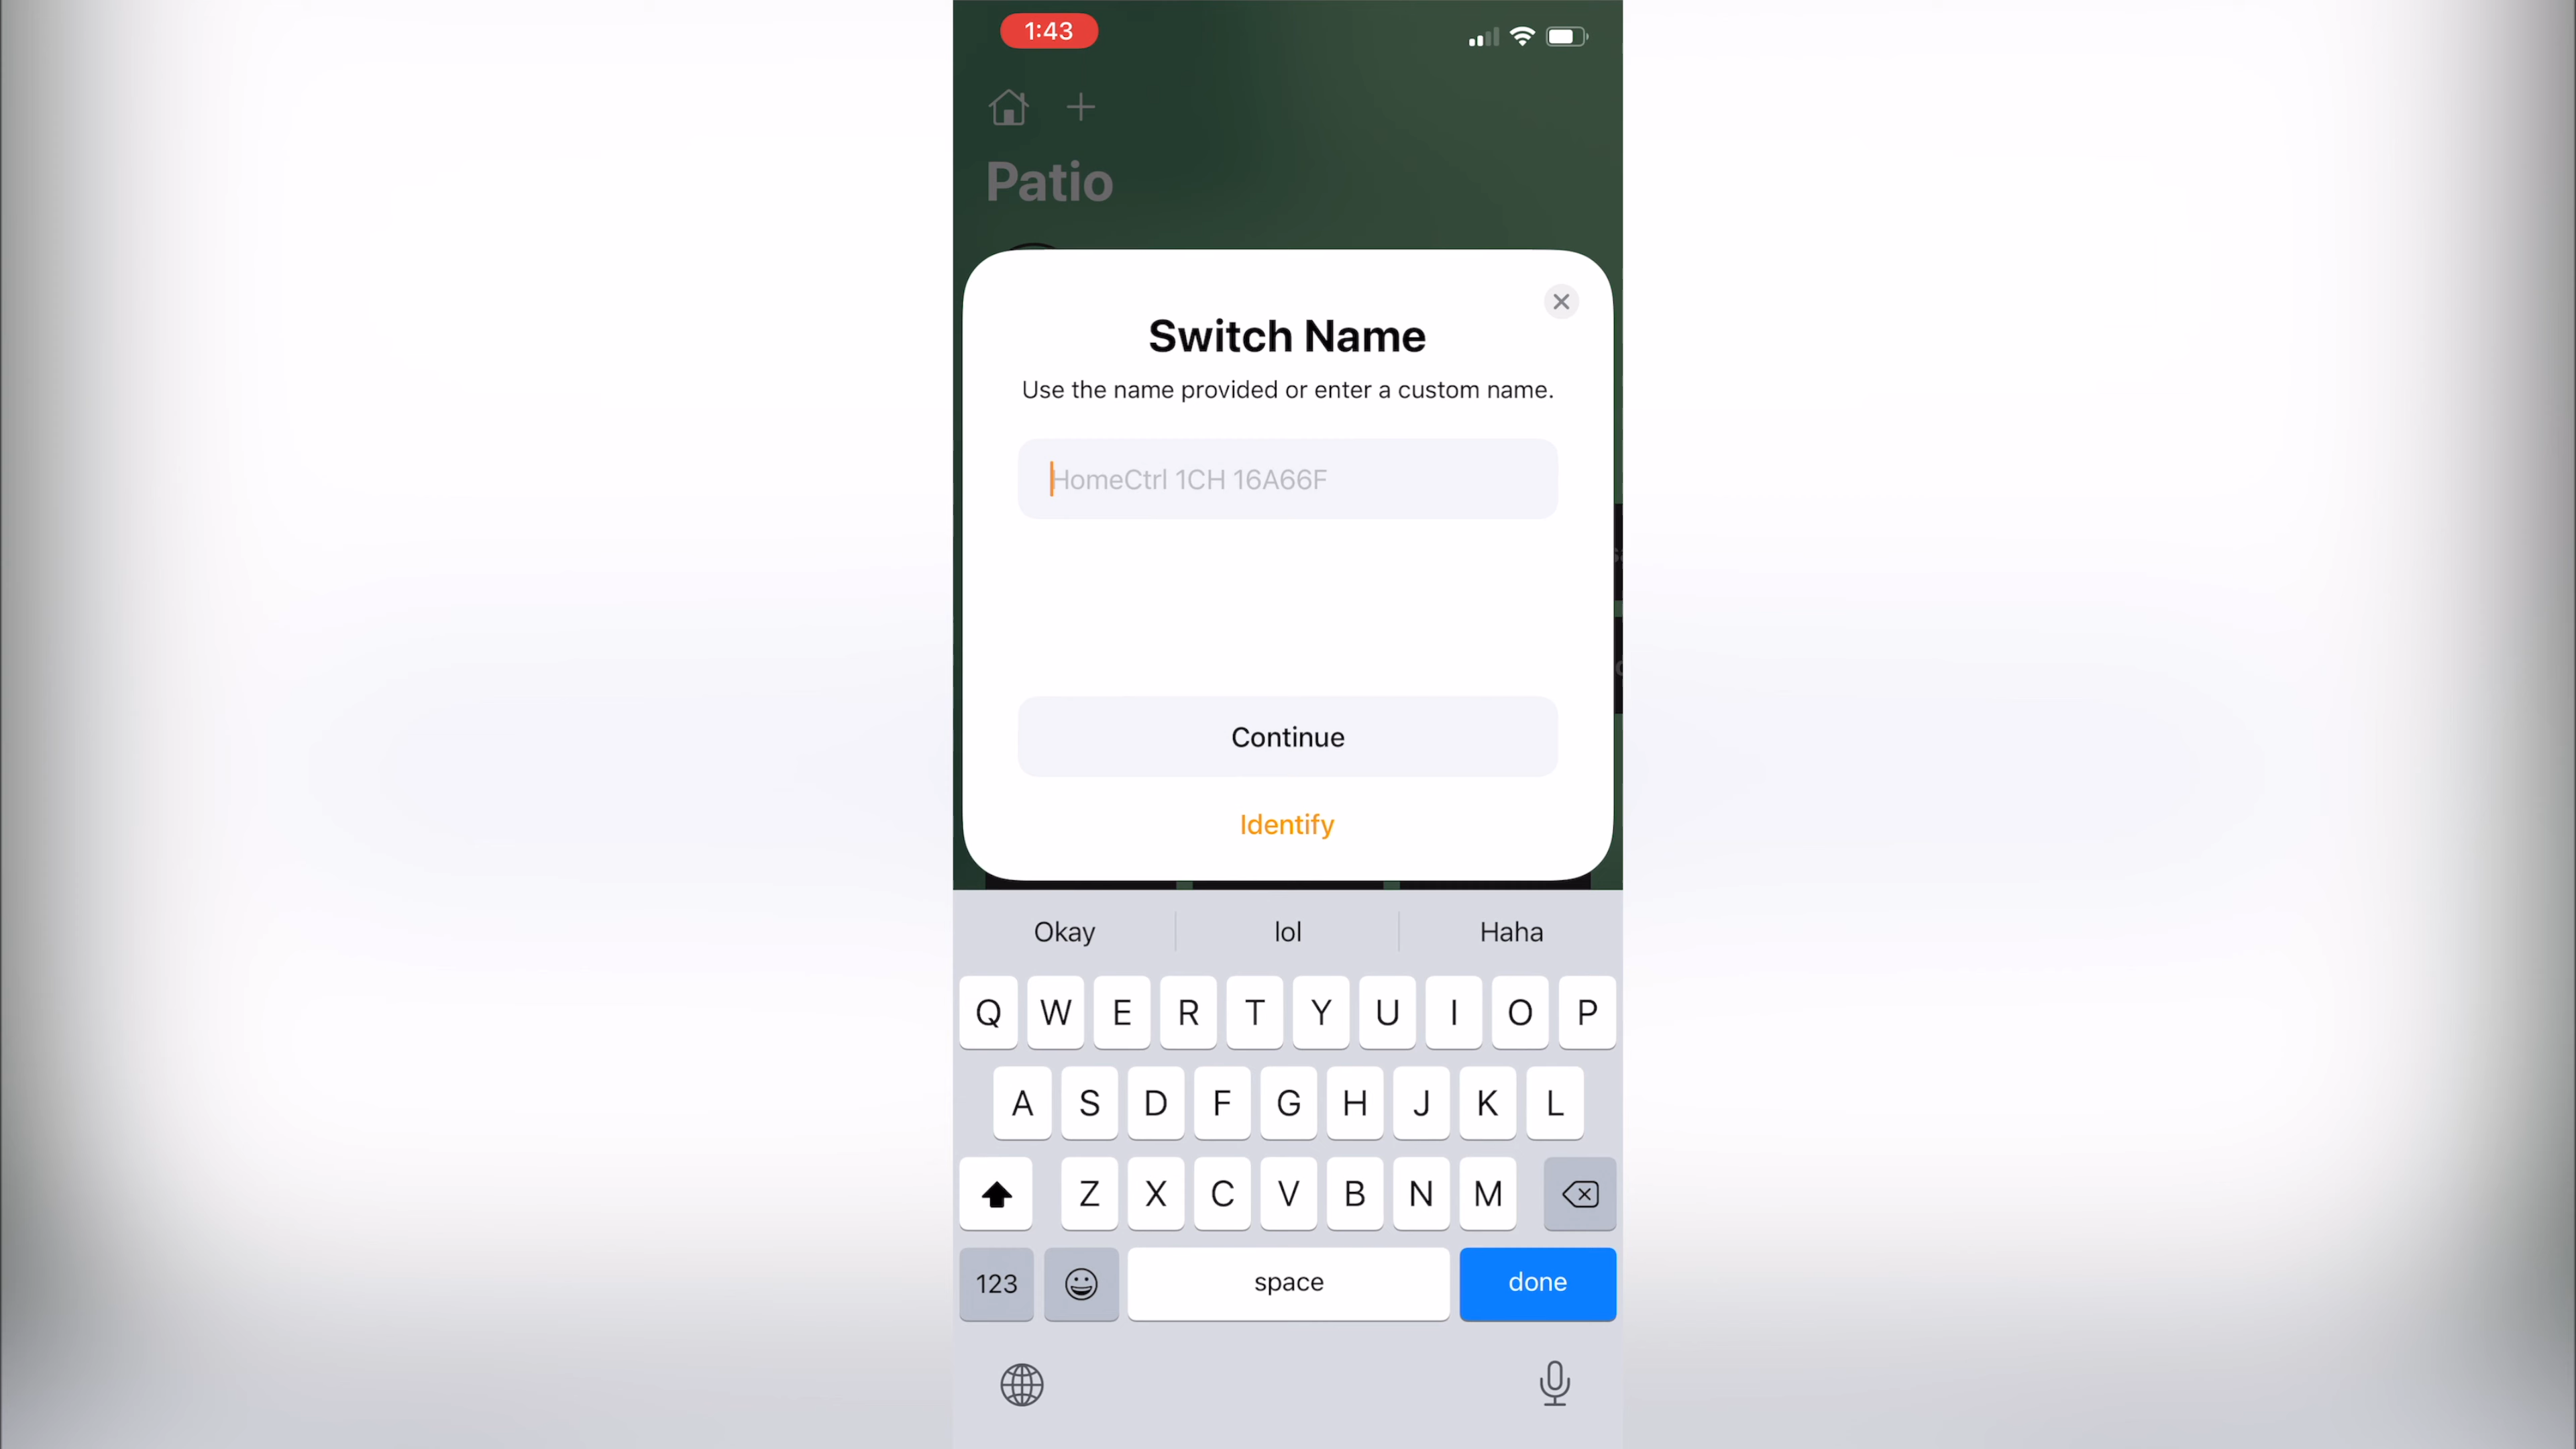 1:43
Patio
Switch Name
Use the name provided or enter a custom name.
HomeCtrl 1CH 16A66F
Continue
Identify
Okay lol Haha
Q W E R T Y U I O P
A S D F G H J K L
Z X C V B N M
123 space done